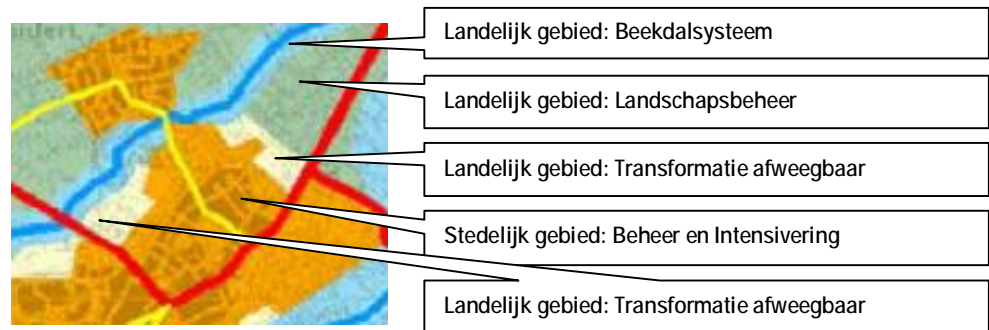 Landelijk gebied: Beekdalsysteem
Landelijk gebied: Landschapsbeheer
Landelijk gebied: Transformatie afweegbaar
Stedelijk gebied: Beheer en Intensivering
Landelijk gebied: Transformatie afweegbaar